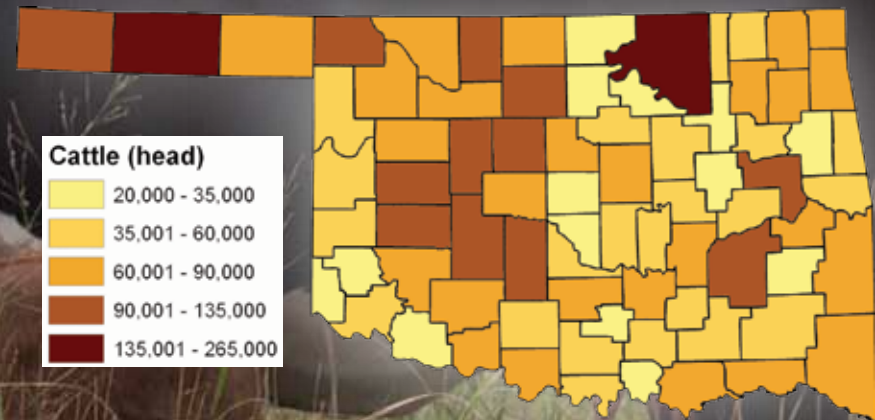 Cattle (head)
20,000 - 35,000
35,001 - 60,000
60,001 - 90,000
90,001 - 135,000
135,001 - 265,000